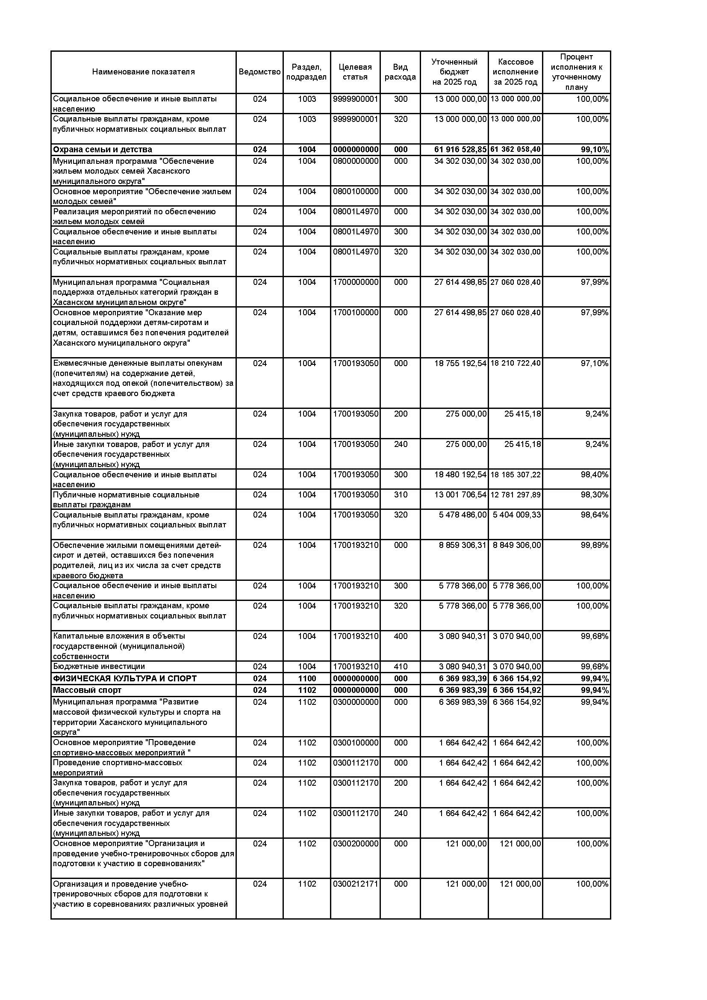 Наименование показателя Ведомство Раздел, подраздел Целевая статья Вид расхода Уточненный бюджет на 2025 год Кассовое исполнение за 2025 год Процент исполнения к уточненному плану
Социальное обеспечение и иные выплаты 024 1003 9999900001 300 13 000 000,00 13 000 000,00 100,00%
населению
Социальные выплаты гражданам, кроме 024 1003 9999900001 320 13 000 000,00 13 000 000,00 100,00%
публичных нормативных социальных выплат
Охрана семьи и детства 024 1004 0000000000 000 61 916 528,85 61 362 058,40 99,10%
Муниципальная программа "Обеспечение 024 1004 0800000000 000 34 302 030,00 34 302 030,00 100,00%
жильем молодых семей Хасанского
муниципального округа"
Основное мероприятие "Обеспечение жильем 024 1004 0800100000 000 34 302 030,00 34 302 030,00 100,00%
молодых семей"
Реализация мероприятий по обеспечению 024 1004 08001L4970 000 34 302 030,00 34 302 030,00 100,00%
жильем молодых семей
Социальное обеспечение и иные выплаты 024 1004 08001L4970 300 34 302 030,00 34 302 030,00 100,00%
населению
Социальные выплаты гражданам, кроме 024 1004 08001L4970 320 34 302 030,00 34 302 030,00 100,00%
публичных нормативных социальных выплат
Муниципальная программа "Социальная 024 1004 1700000000 000 27 614 498,85 27 060 028,40 97,99%
поддержка отдельных категорий граждан в
Хасанском муниципальном округе"
Основное мероприятие "Оказание мер 024 1004 1700100000 000 27 614 498,85 27 060 028,40 97,99%
социальной поддержки детям-сиротам и
детям, оставшимся без попечения родителей
Хасанского муниципального округа"
Ежемесячные денежные выплаты опекунам 024 1004 1700193050 000 18 755 192,54 18 210 722,40 97,10%
(попечителям) на содержание детей,
находящихся под опекой (попечительством) за
счет средств краевого бюджета
Закупка товаров, работ и услуг для 024 1004 1700193050 200 275 000,00 25 415,18 9,24%
обеспечения государственных
(муниципальных) нужд
Иные закупки товаров, работ и услуг для 024 1004 1700193050 240 275 000,00 25 415,18 9,24%
обеспечения государственных
(муниципальных) нужд
Социальное обеспечение и иные выплаты 024 1004 1700193050 300 18 480 192,54 18 185 307,22 98,40%
населению
Публичные нормативные социальные 024 1004 1700193050 310 13 001 706,54 12 781 297,89 98,30%
выплаты гражданам
Социальные выплаты гражданам, кроме 024 1004 1700193050 320 5 478 486,00 5 404 009,33 98,64%
публичных нормативных социальных выплат
Обеспечение жилыми помещениями детей- 024 1004 1700193210 000 8 859 306,31 8 849 306,00 99,89%
сирот и детей, оставшихся без попечения
родителей, лиц из их числа за счет средств
краевого бюджета
Социальное обеспечение и иные выплаты 024 1004 1700193210 300 5 778 366,00 5 778 366,00 100,00%
населению
Социальные выплаты гражданам, кроме 024 1004 1700193210 320 5 778 366,00 5 778 366,00 100,00%
публичных нормативных социальных выплат
Капитальные вложения в объекты 024 1004 1700193210 400 3 080 940,31 3 070 940,00 99,68%
государственной (муниципальной)
собственности
Бюджетные инвестиции 024 1004 1700193210 410 3 080 940,31 3 070 940,00 99,68%
ФИЗИЧЕСКАЯ КУЛЬТУРА И СПОРТ 024 1100 0000000000 000 6 369 983,39 6 366 154,92 99,94%
Массовый спорт 024 1102 0000000000 000 6 369 983,39 6 366 154,92 99,94%
Муниципальная программа "Развитие 024 1102 0300000000 000 6 369 983,39 6 366 154,92 99,94%
массовой физической культуры и спорта на
территории Хасанского муниципального
округа"
Основное мероприятие "Проведение 024 1102 0300100000 000 1 664 642,42 1 664 642,42 100,00%
спортивно-массовых мероприятий "
Проведение спортивно-массовых 024 1102 0300112170 000 1 664 642,42 1 664 642,42 100,00%
мероприятий
Закупка товаров, работ и услуг для 024 1102 0300112170 200 1 664 642,42 1 664 642,42 100,00%
обеспечения государственных
(муниципальных) нужд
Иные закупки товаров, работ и услуг для 024 1102 0300112170 240 1 664 642,42 1 664 642,42 100,00%
обеспечения государственных
(муниципальных) нужд
Основное мероприятие "Организация и 024 1102 0300200000 000 121 000,00 121 000,00 100,00%
проведение учебно-тренировочных сборов для
подготовки к участию в соревнованиях"
Организация и проведение учебно- 024 1102 0300212171 000 121 000,00 121 000,00 100,00%
тренировочных сборов для подготовки к
участию в соревнованиях различных уровней